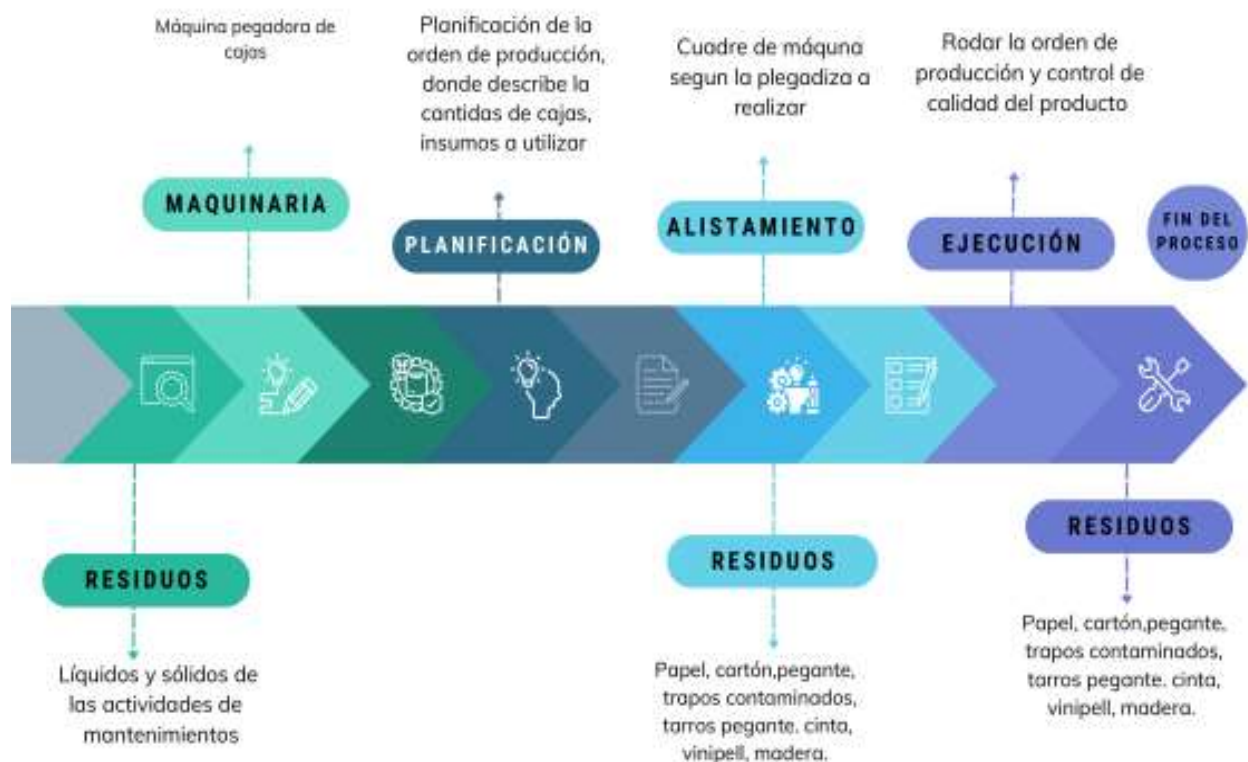 Máquina pegadora de
cajas
MAQUINARIA
Planificación de la
orden de producción,
donde describe la
cantidas de cajas,
insumos a utilizar
PLANIFICACIÓN
Cuadre de máquna
segun la plegadiza a
realizar
ALISTAMIENTO
Rodar la orden de
producción y control de
calidad del producto
EJECUCIÓN
FIN DEL
PROCESO
RESIDUOS
Líquidos y sólidos de
las actividades de
mantenimientos
RESIDUOS
Papel, cartón,pegante,
trapos contaminados,
tarros pegante. cinta,
vinipell, madera.
RESIDUOS
Papel, cartón,pegante,
trapos contaminados,
tarros pegante. cinta,
vinipell, madera.